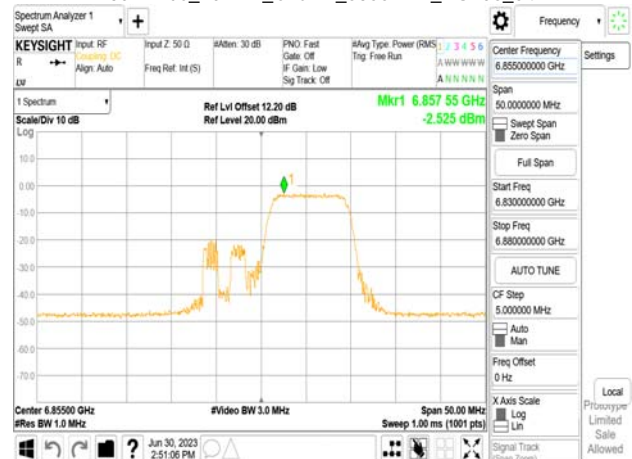 Spectrum Analyzer 1
Swept SA
+
Frequency
KEYSIGHT
R
Input: RF
Coupling: DC
Align: Auto
Input Z: 50 Ω
Freq Ref: Int (S)
#Atten: 30 dB
PNO: Fast
Gate: Off
IF Gain: Low
Sig Track: Off
#Avg Type: Power (RMS
Trig: Free Run
1 2 3 4 5 6
A W W W W W
A N N N N N
Center Frequency
6.855000000 GHz
Settings
1 Spectrum
Scale/Div 10 dB
Log
Ref Lvl Offset 12.20 dB
Ref Level 20.00 dBm
Mkr1 6.857 55 GHz
-2.525 dBm
Span
50.0000000 MHz
Swept Span
Zero Span
Full Span
Start Freq
6.830000000 GHz
Stop Freq
6.880000000 GHz
AUTO TUNE
CF Step
5.000000 MHz
Auto
Man
Freq Offset
0 Hz
X Axis Scale
Log
Lin
Signal Track
(Span Zoom)
Local
Prototype
Limited
Sale
Allowed
10.0
0.00
-10.0
-20.0
-30.0
-40.0
-50.0
-60.0
-70.0
1
Center 6.85500 GHz
#Res BW 1.0 MHz
#Video BW 3.0 MHz
Span 50.00 MHz
Sweep 1.00 ms (1001 pts)
?
Jun 30, 2023
2:51:06 PM